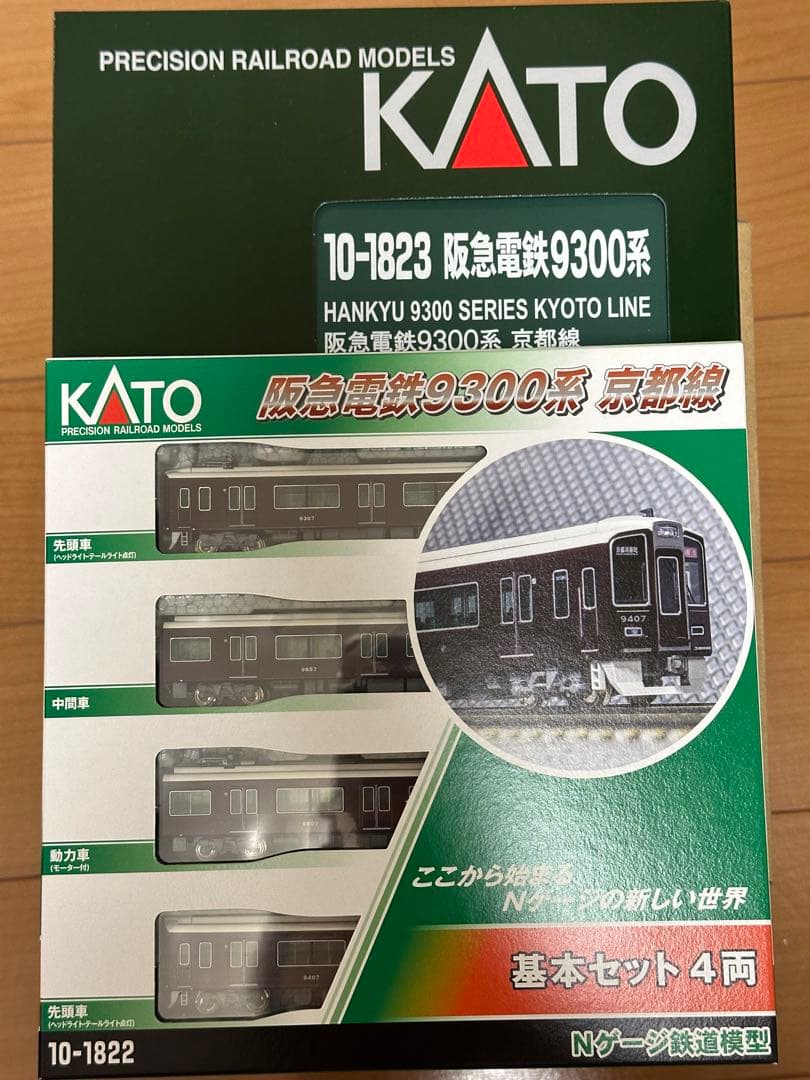 PRECISION RAILROAD MODELS
KATO
10-1823 阪急電鉄9300系
HANKYU 9300 SERIES KYOTO LINE
阪急電鉄9300系 京都線
KATO
PRECISION RAILROAD MODELS
阪急電鉄9300系 京都線
9307
先頭車
(ヘッドライト・テールライト点灯)
9407
中間車
動力車
(モーター付)
ここから始まる
Nゲージの新しい世界
9407
先頭車
(ヘッドライト・テールライト点灯)
基本セット4両
10-1822
Nゲージ鉄道模型